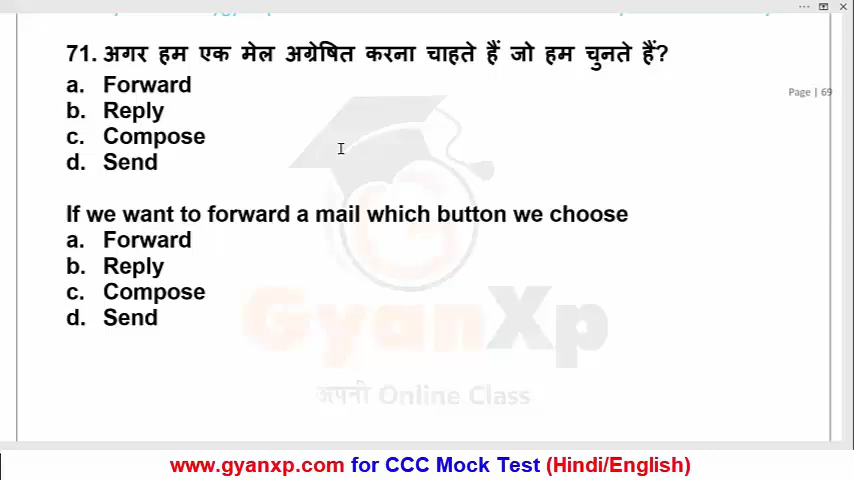 71. अगर हम एक मेल अग्रेषित करना चाहते हैं जो हम चुनते हैं?
a. Forward
Page | 69
b. Reply
c. Compose
d. Send
If we want to forward a mail which button we choose
a. Forward
b. Reply
c. Compose
d. Send
GyanXp
अपनी Online Class
www.gyanxp.com for CCC Mock Test (Hindi/English)